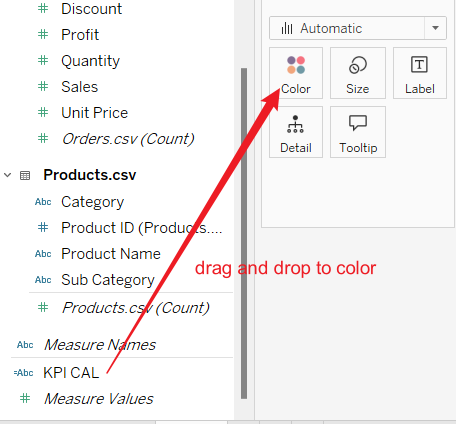 Discount
Profit
Quantity
Sales
Unit Price
Orders.csv (Count)
Products.csv
Abc Category
Product ID (Products....
Abc Product Name
Abc Sub Category
Products.csv (Count)
Abc Measure Names
=Abc KPI CAL
Measure Values
Automatic
Color
Size
T
Label
Detail
Tooltip
drag and drop to color